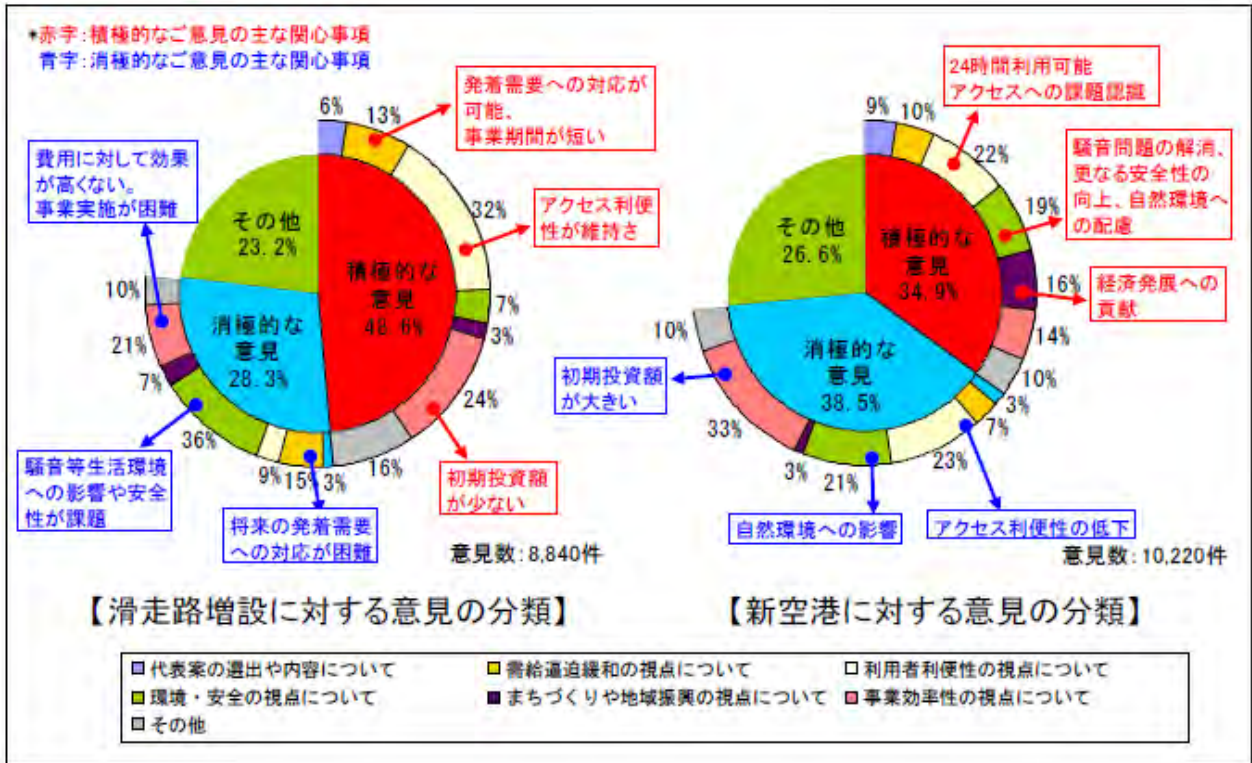 *赤字:積極的なご意見の主な関心事項
青字:消極的なご意見の主な関心事項
費用に対して効果
が高くない。
事業実施が困難
発着需要への対応が
可能、
事業期間が短い
アクセス利便
性が維持さ
初期投資額
が少ない
将来の発着需要
への対応が困難
騒音等生活環境
への影響や安全
性が課題
6%
13%
32%
7%
3%
24%
16%
3%
15%
9%
36%
7%
21%
10%
その他
23.2%
積極的な
意見
48.6%
消極的な
意見
28.3%
意見数:8,840件
【滑走路増設に対する意見の分類】
24時間利用可能
アクセスへの課題認識
騒音問題の解消、
更なる安全性の
向上、自然環境へ
の配慮
経済発展への
貢献
初期投資額
が大きい
自然環境への影響
アクセス利便性の低下
9%
10%
22%
19%
16%
14%
10%
3%
7%
23%
21%
3%
33%
10%
その他
26.6%
積極的な
意見
34.9%
消極的な
意見
38.5%
意見数:10,220件
【新空港に対する意見の分類】
代表案の選出や内容について
需給逼迫緩和の視点について
利用者利便性の視点について
環境・安全の視点について
まちづくりや地域振興の視点について
事業効率性の視点について
その他